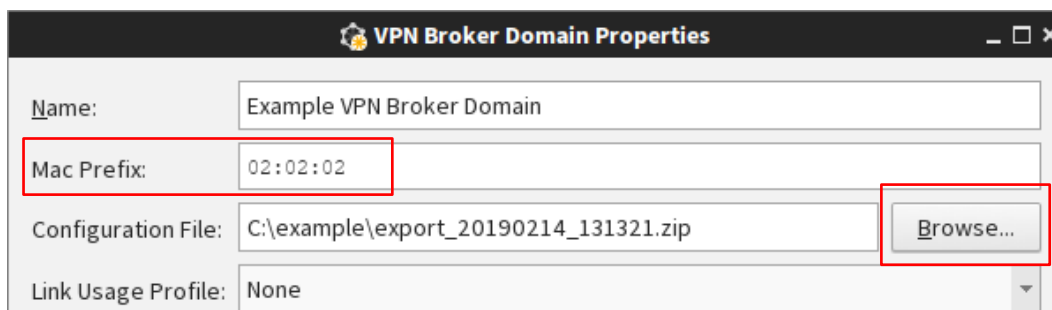 VPN Broker Domain Properties
Name: Example VPN Broker Domain
Mac Prefix: 02:02:02
Configuration File: C:\example\export_20190214_131321.zip Browse...
Link Usage Profile: None